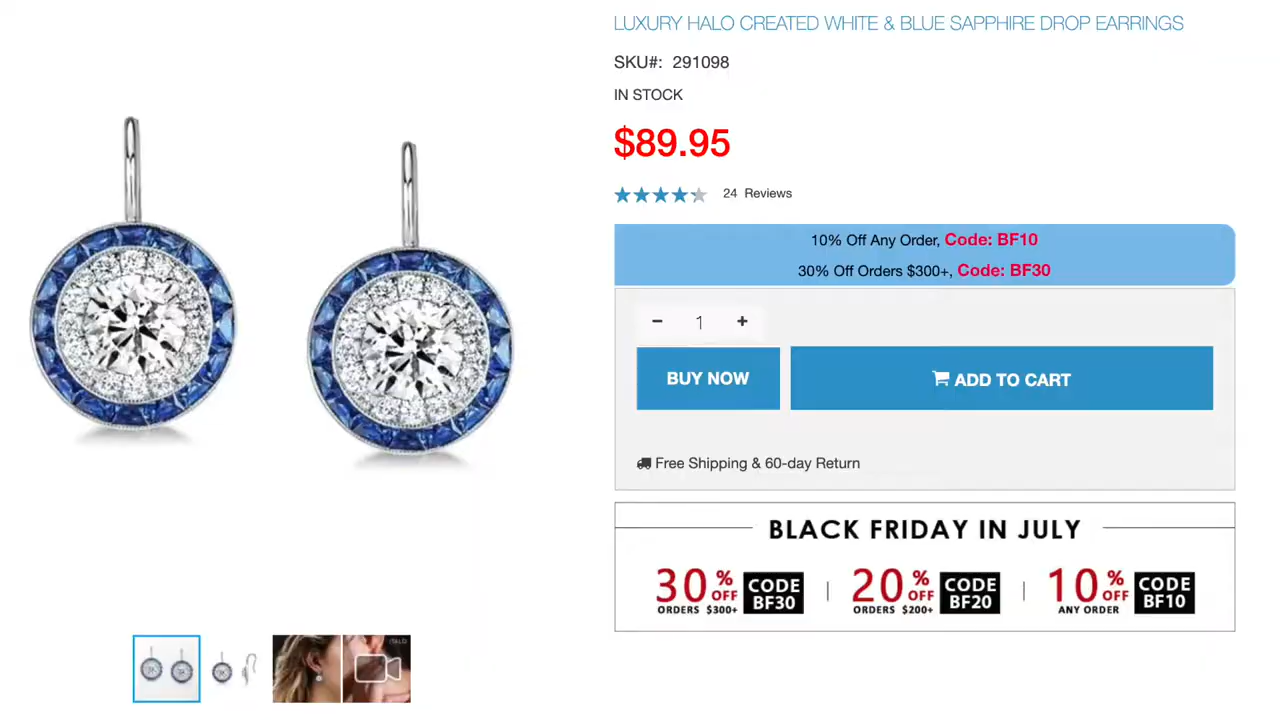 LUXURY HALO CREATED WHITE & BLUE SAPPHIRE DROP EARRINGS
SKU#: 291098
IN STOCK
$89.95
24 Reviews
10% Off Any Order, Code: BF10
30% Off Orders $300+, Code: BF30
- 1 +
BUY NOW
ADD TO CART
Free Shipping & 60-day Return
BLACK FRIDAY IN JULY
30% OFF ORDERS $300+ CODE BF30
20% OFF ORDERS $200+ CODE BF20
10% OFF ANY ORDER CODE BF10